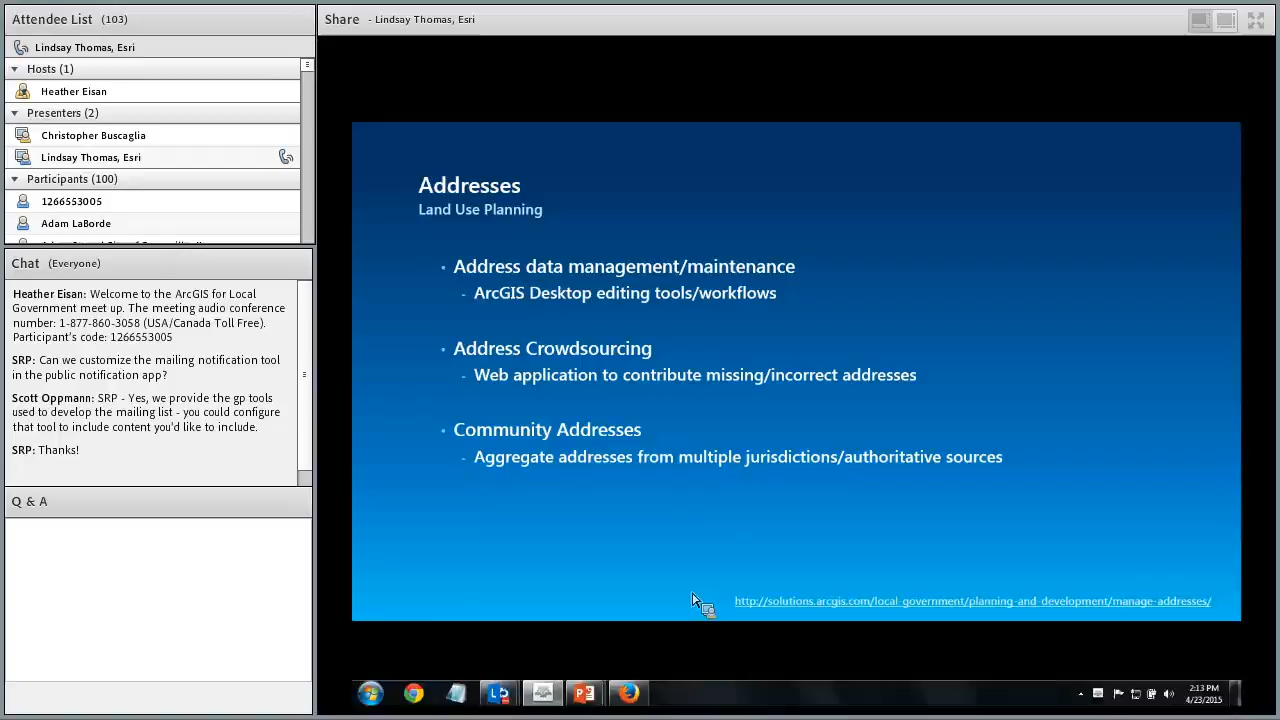 Attendee List (103)
Lindsay Thomas, Esri
Hosts (1)
Heather Eisan
Presenters (2)
Christopher Buscaglia
Lindsay Thomas, Esri
Participants (100)
1266553005
Adam LaBorde
Chat (Everyone)
Heather Eisan: Welcome to the ArcGIS for Local
Government meet up. The meeting audio conference
number: 1-877-860-3058 (USA/Canada Toll Free).
Participant's code: 1266553005
SRP: Can we customize the mailing notification tool
in the public notification app?
Scott Oppmann: SRP - Yes, we provide the gp tools
used to develop the mailing list - you could configure
that tool to include content you'd like to include.
SRP: Thanks!
Q & A
Share - Lindsay Thomas, Esri
Addresses
Land Use Planning
• Address data management/maintenance
- ArcGIS Desktop editing tools/workflows
• Address Crowdsourcing
- Web application to contribute missing/incorrect addresses
• Community Addresses
- Aggregate addresses from multiple jurisdictions/authoritative sources
http://solutions.arcgis.com/local-government/planning-and-development/manage-addresses/
2:13 PM
4/23/2015